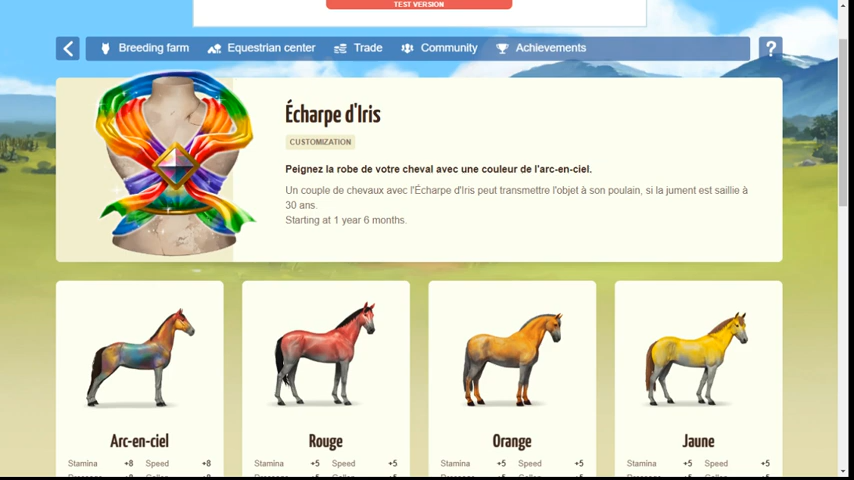 TEST VERSION
Breeding farm Equestrian center Trade Community Achievements ?
Écharpe d'Iris
CUSTOMIZATION
Peignez la robe de votre cheval avec une couleur de l'arc-en-ciel.
Un couple de chevaux avec l'Écharpe d'Iris peut transmettre l'objet à son poulain, si la jument est saillie à
30 ans.
Starting at 1 year 6 months.
Arc-en-ciel Rouge Orange Jaune
Stamina +8 Speed +8 Stamina +5 Speed +5 Stamina +5 Speed +5 Stamina +5 Speed +5